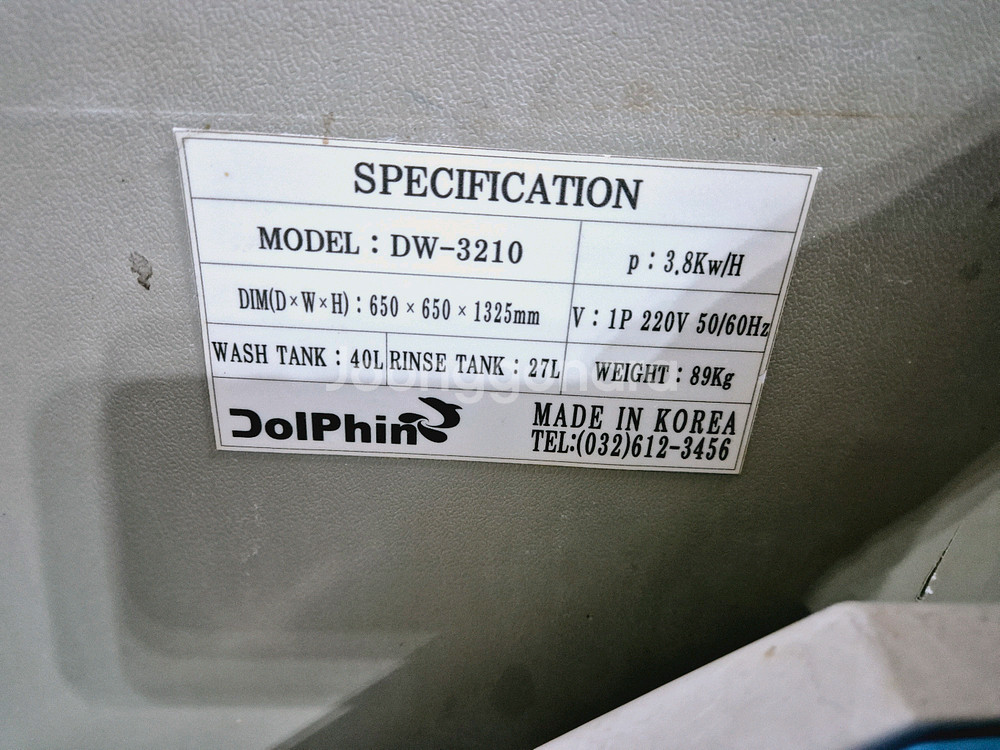 SPECIFICATION
MODEL : DW-3210
p : 3.8Kw/H
DIM(D×W×H) : 650 × 650 × 1325mm
V : 1P 220V 50/60Hz
WASH TANK : 40L
RINSE TANK : 27L
WEIGHT : 89Kg
Joonggonara
DolPhin
MADE IN KOREA
TEL:(032)612-3456